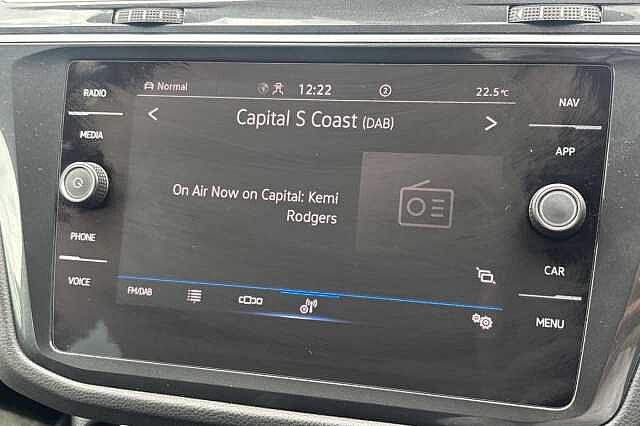 RADIO
MEDIA
PHONE
VOICE
Normal
12:22
2
22.5°C
Capital S Coast (DAB)
On Air Now on Capital: Kemi
Rodgers
FM/DAB
NAV
APP
CAR
MENU